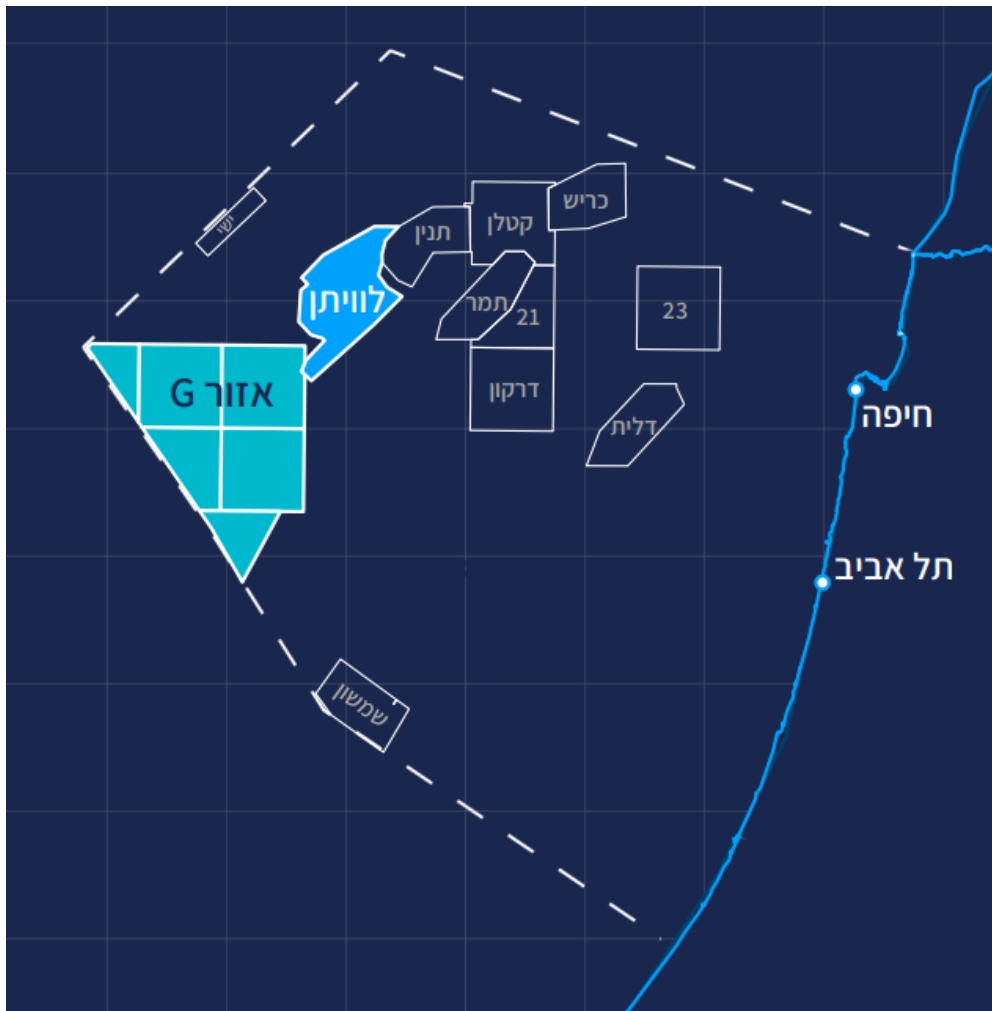 כריש
ישי
קטלן
תנין
לוויתן
תמר
23
21
אזור G
דרקון
חיפה
דלית
תל אביב
שמשון